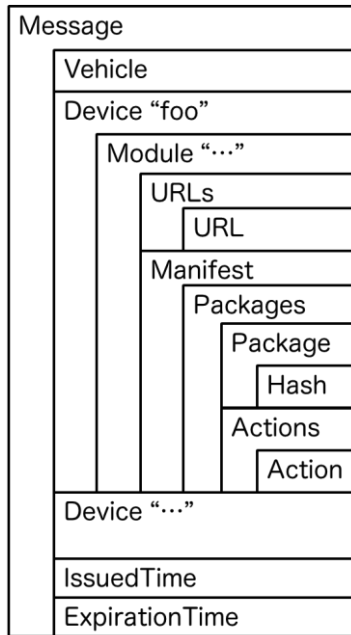 Message
Vehicle
Device “foo”
Module “…”
URLs
URL
Manifest
Packages
Package
Hash
Actions
Action
Device “…”
IssuedTime
ExpirationTime